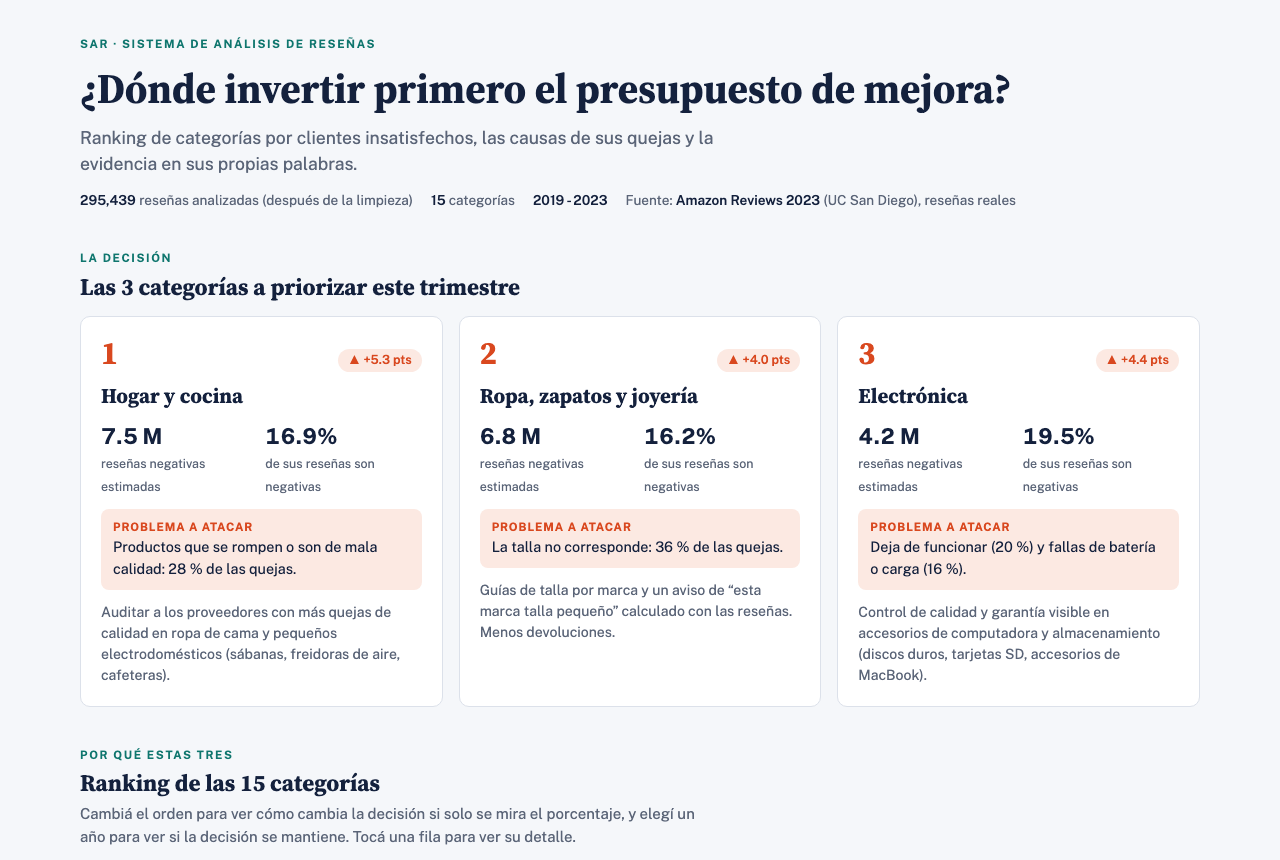 SAR · SISTEMA DE ANÁLISIS DE RESEÑAS
¿Dónde invertir primero el presupuesto de mejora?
Ranking de categorías por clientes insatisfechos, las causas de sus quejas y la
evidencia en sus propias palabras.
295,439 reseñas analizadas (después de la limpieza) 15 categorías 2019 - 2023 Fuente: Amazon Reviews 2023 (UC San Diego), reseñas reales
LA DECISIÓN
Las 3 categorías a priorizar este trimestre
1
▲ +5.3 pts
Hogar y cocina
7.5 M
reseñas negativas
estimadas
16.9%
de sus reseñas son
negativas
PROBLEMA A ATACAR
Productos que se rompen o son de mala
calidad: 28 % de las quejas.
Auditar a los proveedores con más quejas de
calidad en ropa de cama y pequeños
electrodomésticos (sábanas, freidoras de aire,
cafeteras).
2
▲ +4.0 pts
Ropa, zapatos y joyería
6.8 M
reseñas negativas
estimadas
16.2%
de sus reseñas son
negativas
PROBLEMA A ATACAR
La talla no corresponde: 36 % de las quejas.
Guías de talla por marca y un aviso de “esta
marca talla pequeño” calculado con las reseñas.
Menos devoluciones.
3
▲ +4.4 pts
Electrónica
4.2 M
reseñas negativas
estimadas
19.5%
de sus reseñas son
negativas
PROBLEMA A ATACAR
Deja de funcionar (20 %) y fallas de batería
o carga (16 %).
Control de calidad y garantía visible en
accesorios de computadora y almacenamiento
(discos duros, tarjetas SD, accesorios de
MacBook).
POR QUÉ ESTAS TRES
Ranking de las 15 categorías
Cambiá el orden para ver cómo cambia la decisión si solo se mira el porcentaje, y elegí un
año para ver si la decisión se mantiene. Tocá una fila para ver su detalle.